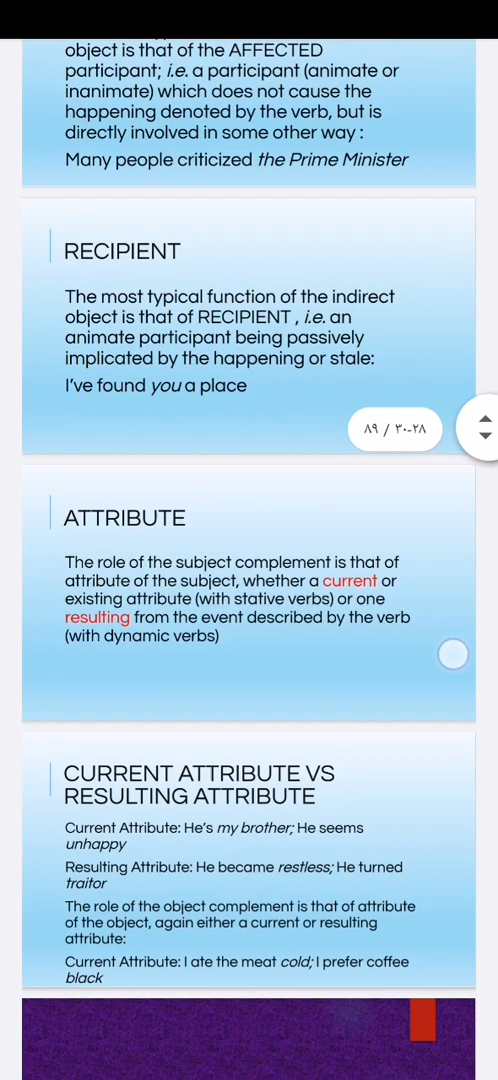 object is that of the AFFECTED
participant; i.e. a participant (animate or
inanimate) which does not cause the
happening denoted by the verb, but is
directly involved in some other way :
Many people criticized the Prime Minister
RECIPIENT
The most typical function of the indirect
object is that of RECIPIENT , i.e. an
animate participant being passively
implicated by the happening or stale:
I've found you a place
٨٩ / ٣٠-٢٨
ATTRIBUTE
The role of the subject complement is that of
attribute of the subject, whether a current or
existing attribute (with stative verbs) or one
resulting from the event described by the verb
(with dynamic verbs)
CURRENT ATTRIBUTE VS
RESULTING ATTRIBUTE
Current Attribute: He's my brother; He seems
unhappy
Resulting Attribute: He became restless; He turned
traitor
The role of the object complement is that of attribute
of the object, again either a current or resulting
attribute:
Current Attribute: I ate the meat cold; I prefer coffee
black